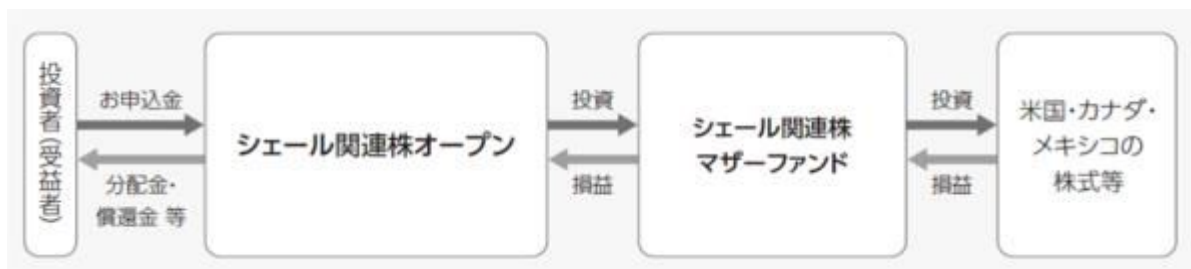 投資者(受益者)
お申込金
分配金・
償還金 等
シェール関連株オープン
投資
損益
シェール関連株
マザーファンド
投資
損益
米国・カナダ・
メキシコの
株式等